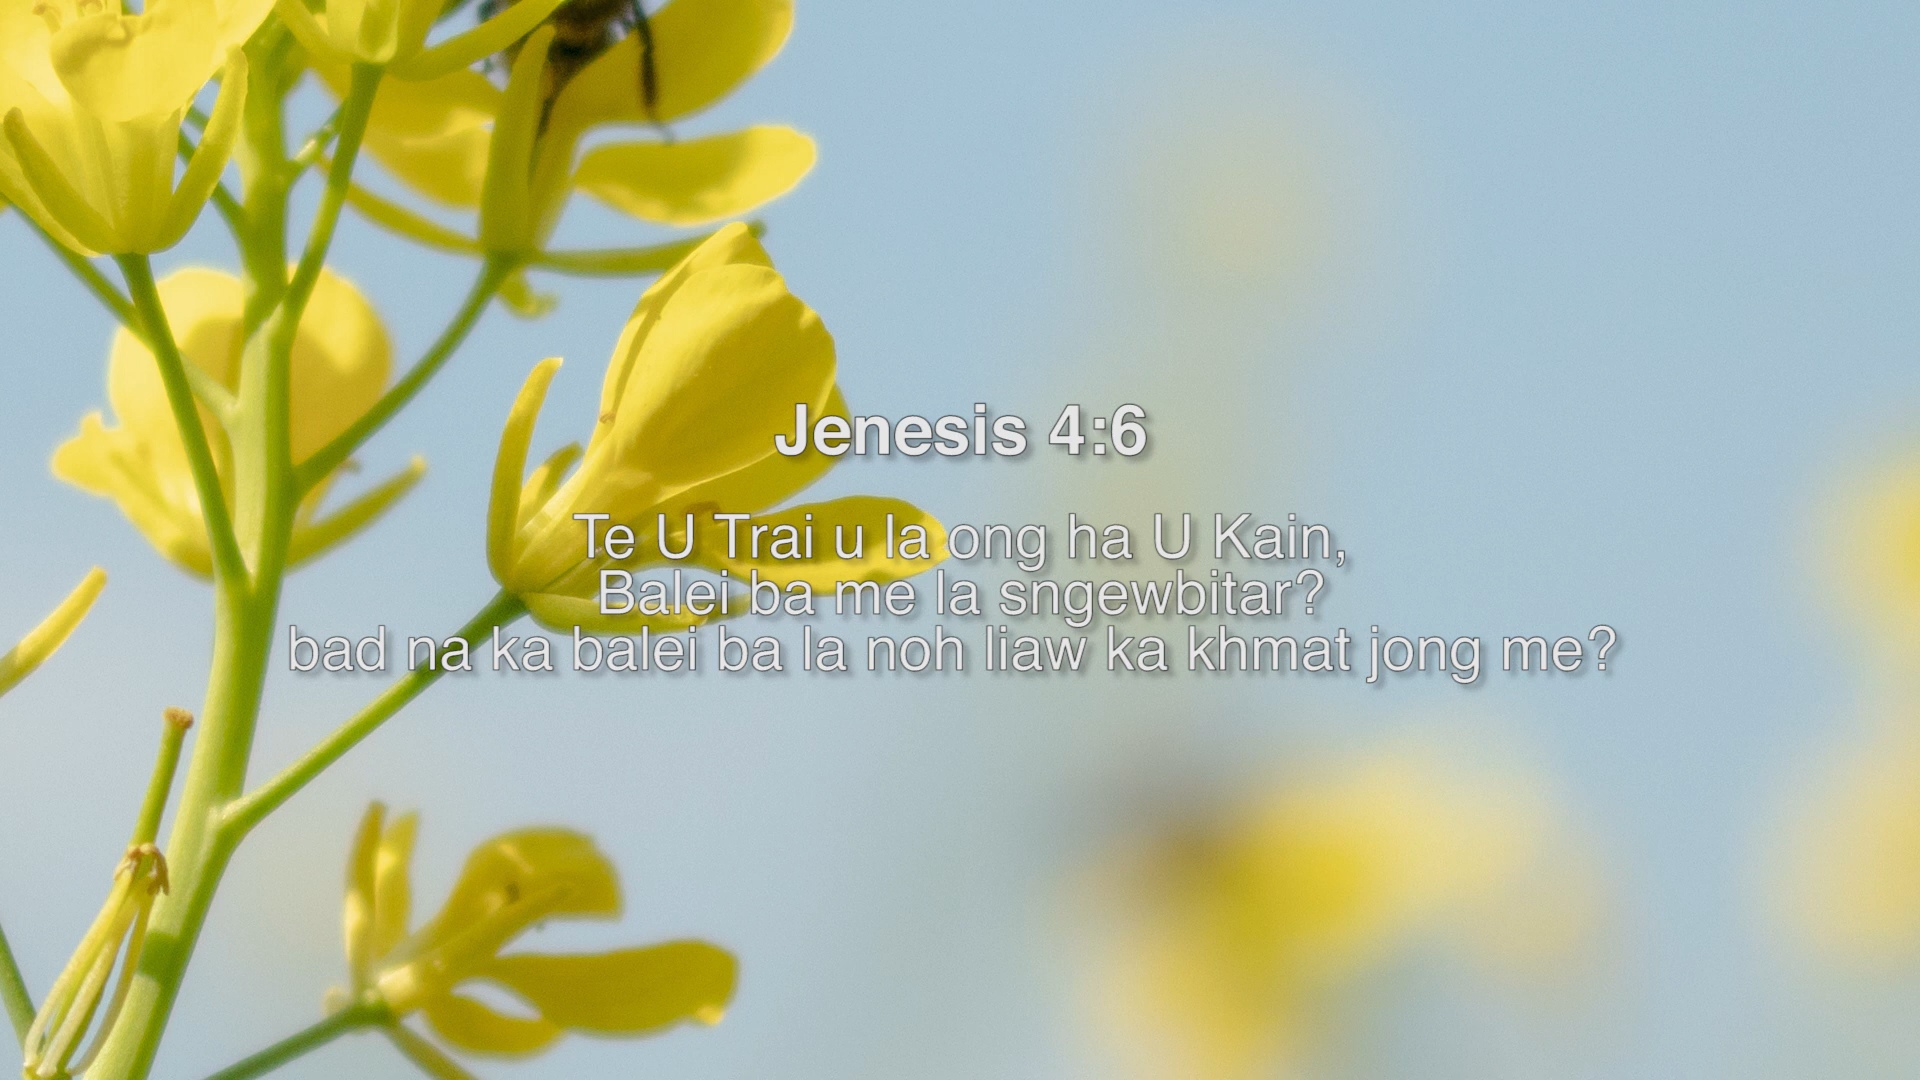 Jenesis 4:6
Te U Trai u la ong ha U Kain,
Balei ba me la sngewbitar?
bad na ka balei ba la noh liaw ka khmat jong me?